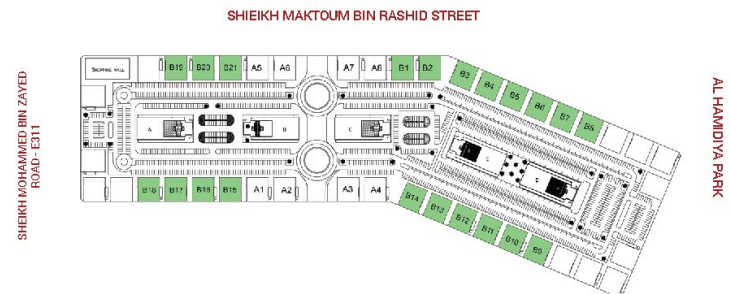 SHIEIKH MAKTOUM BIN RASHID STREET
SHEIKH MOHAMMED BIN ZAYED
ROAD - E311
AL HAMIDIYA PARK
SHOPPING MALL
B19 B20 B21 A5 A6 A7 A8 B1 B2
B3 B4 B5 B6 B7 B8
A B C
B18 B17 B16 B15 A1 A2 A3 A4
B14 B13 B12 B11 B10 B9